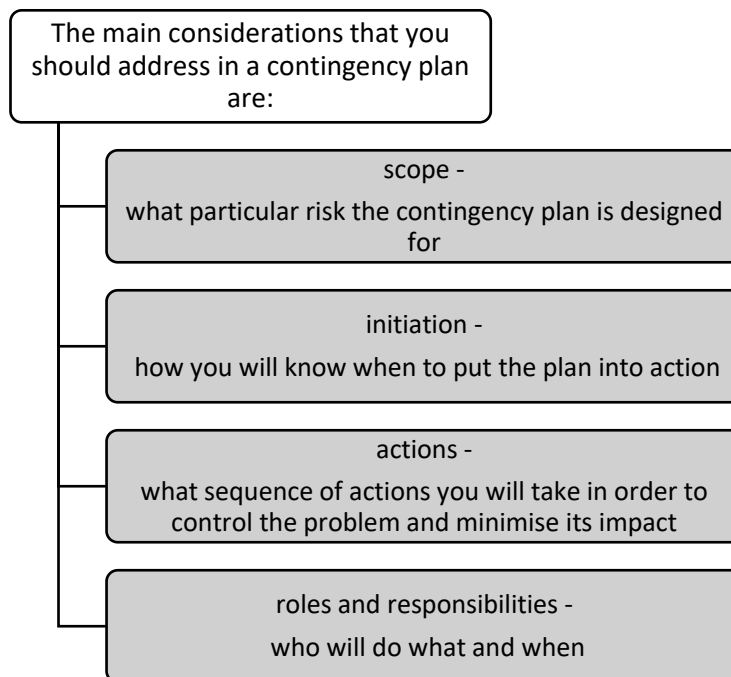 The main considerations that you
should address in a contingency plan
are:
scope -
what particular risk the contingency plan is designed
for
initiation -
how you will know when to put the plan into action
actions -
what sequence of actions you will take in order to
control the problem and minimise its impact
roles and responsibilities -
who will do what and when